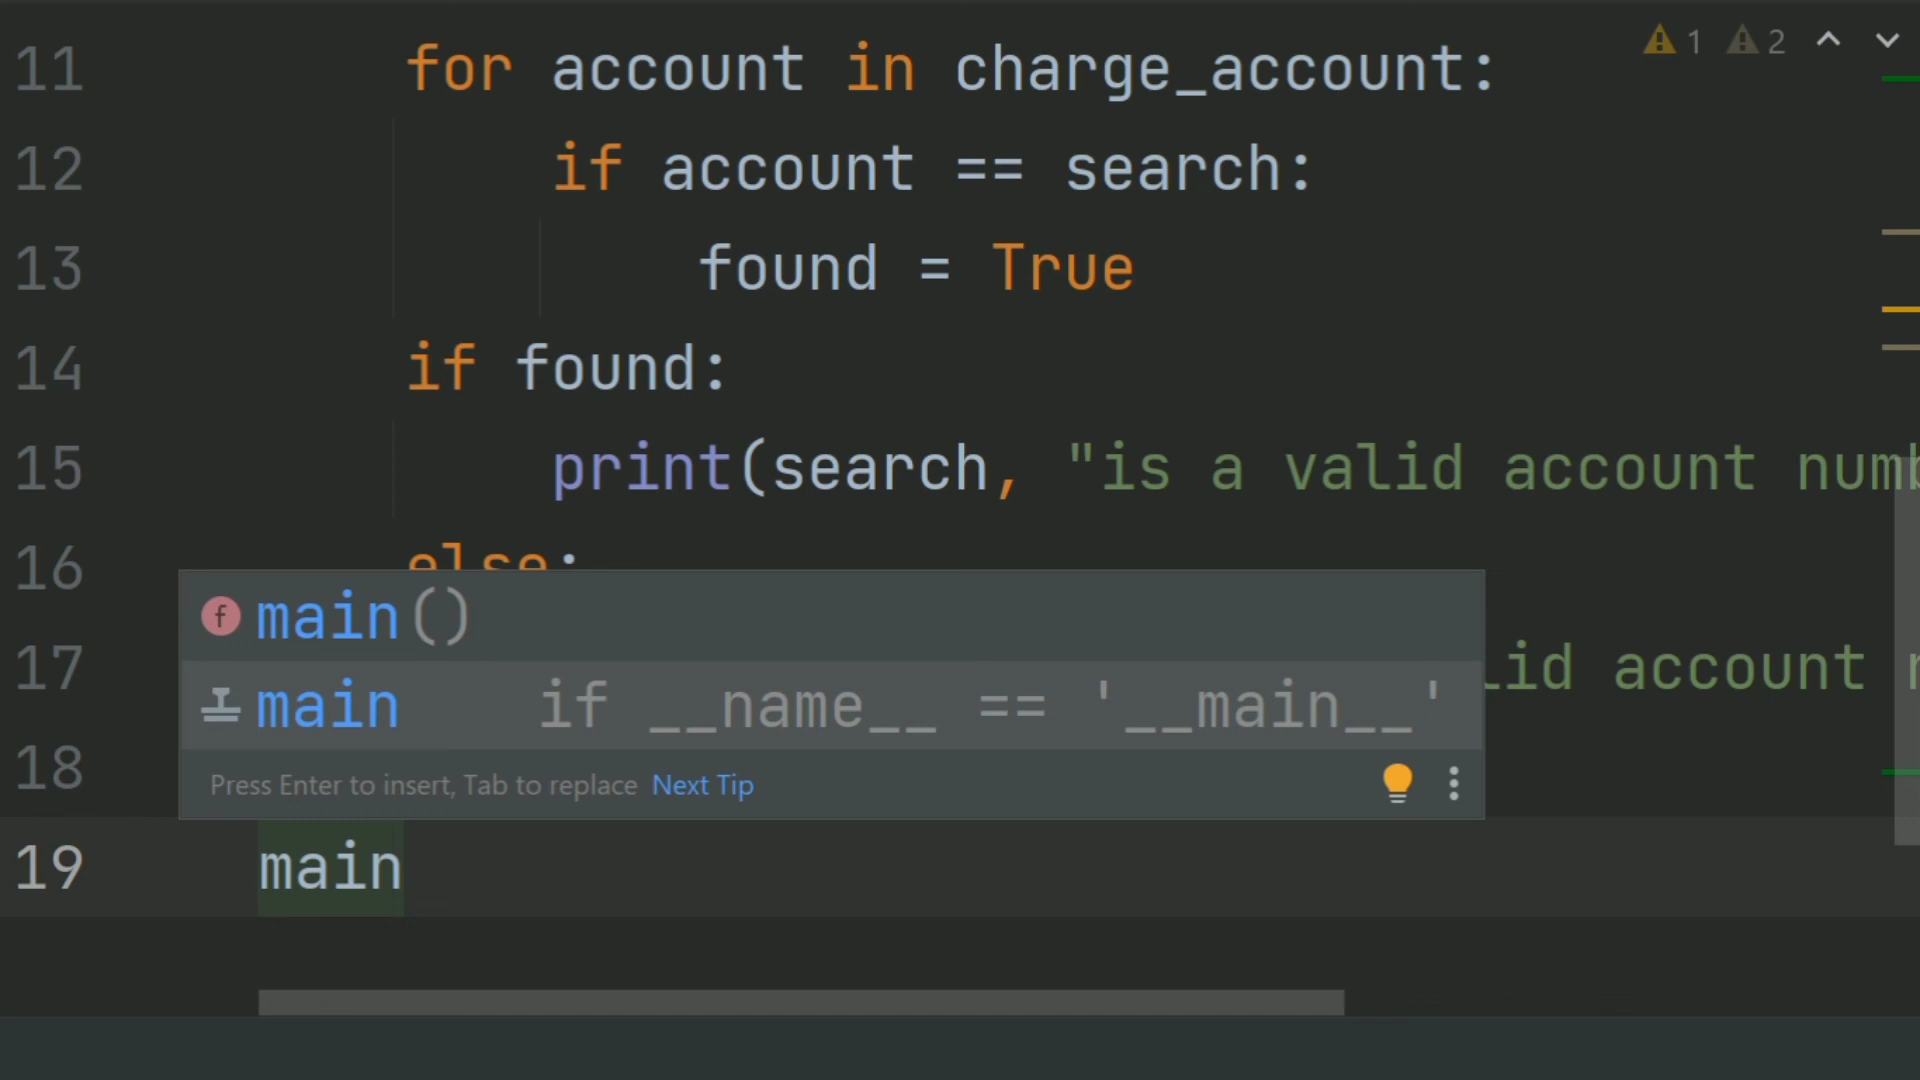 11 for account in charge_account:
12 if account == search:
13 found = True
14 if found:
15 print(search, "is a valid account numb
16 else:
17 lid account
18
19 main
main()
main if __name__ == '__main__'
Press Enter to insert, Tab to replace Next Tip
1 2